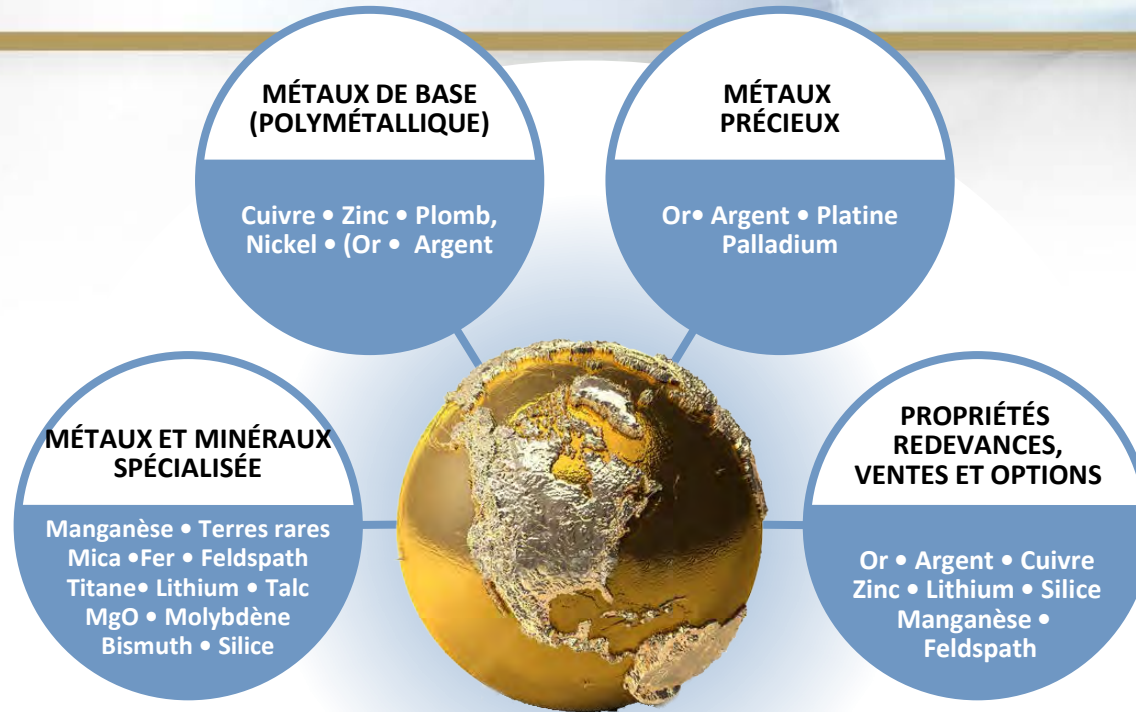 MÉTAUX DE BASE
(POLYMÉTALLIQUE)
Cuivre • Zinc • Plomb,
Nickel • (Or • Argent
MÉTAUX
PRÉCIEUX
Or• Argent • Platine
Palladium
MÉTAUX ET MINÉRAUX
SPÉCIALISÉE
Manganèse • Terres rares
Mica •Fer • Feldspath
Titane• Lithium • Talc
MgO • Molybdène
Bismuth • Silice
PROPRIÉTÉS
REDEVANCES,
VENTES ET OPTIONS
Or • Argent • Cuivre
Zinc • Lithium • Silice
Manganèse •
Feldspath